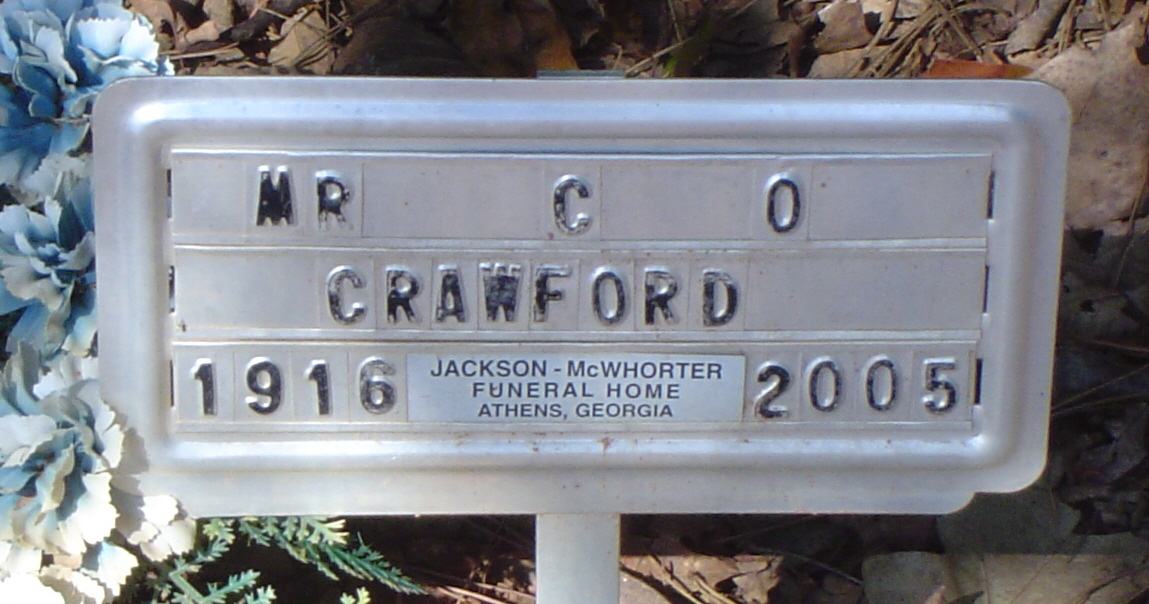 MR C O
CRAWFORD
1916 JACKSON - McWHORTER 2005
FUNERAL HOME
ATHENS, GEORGIA